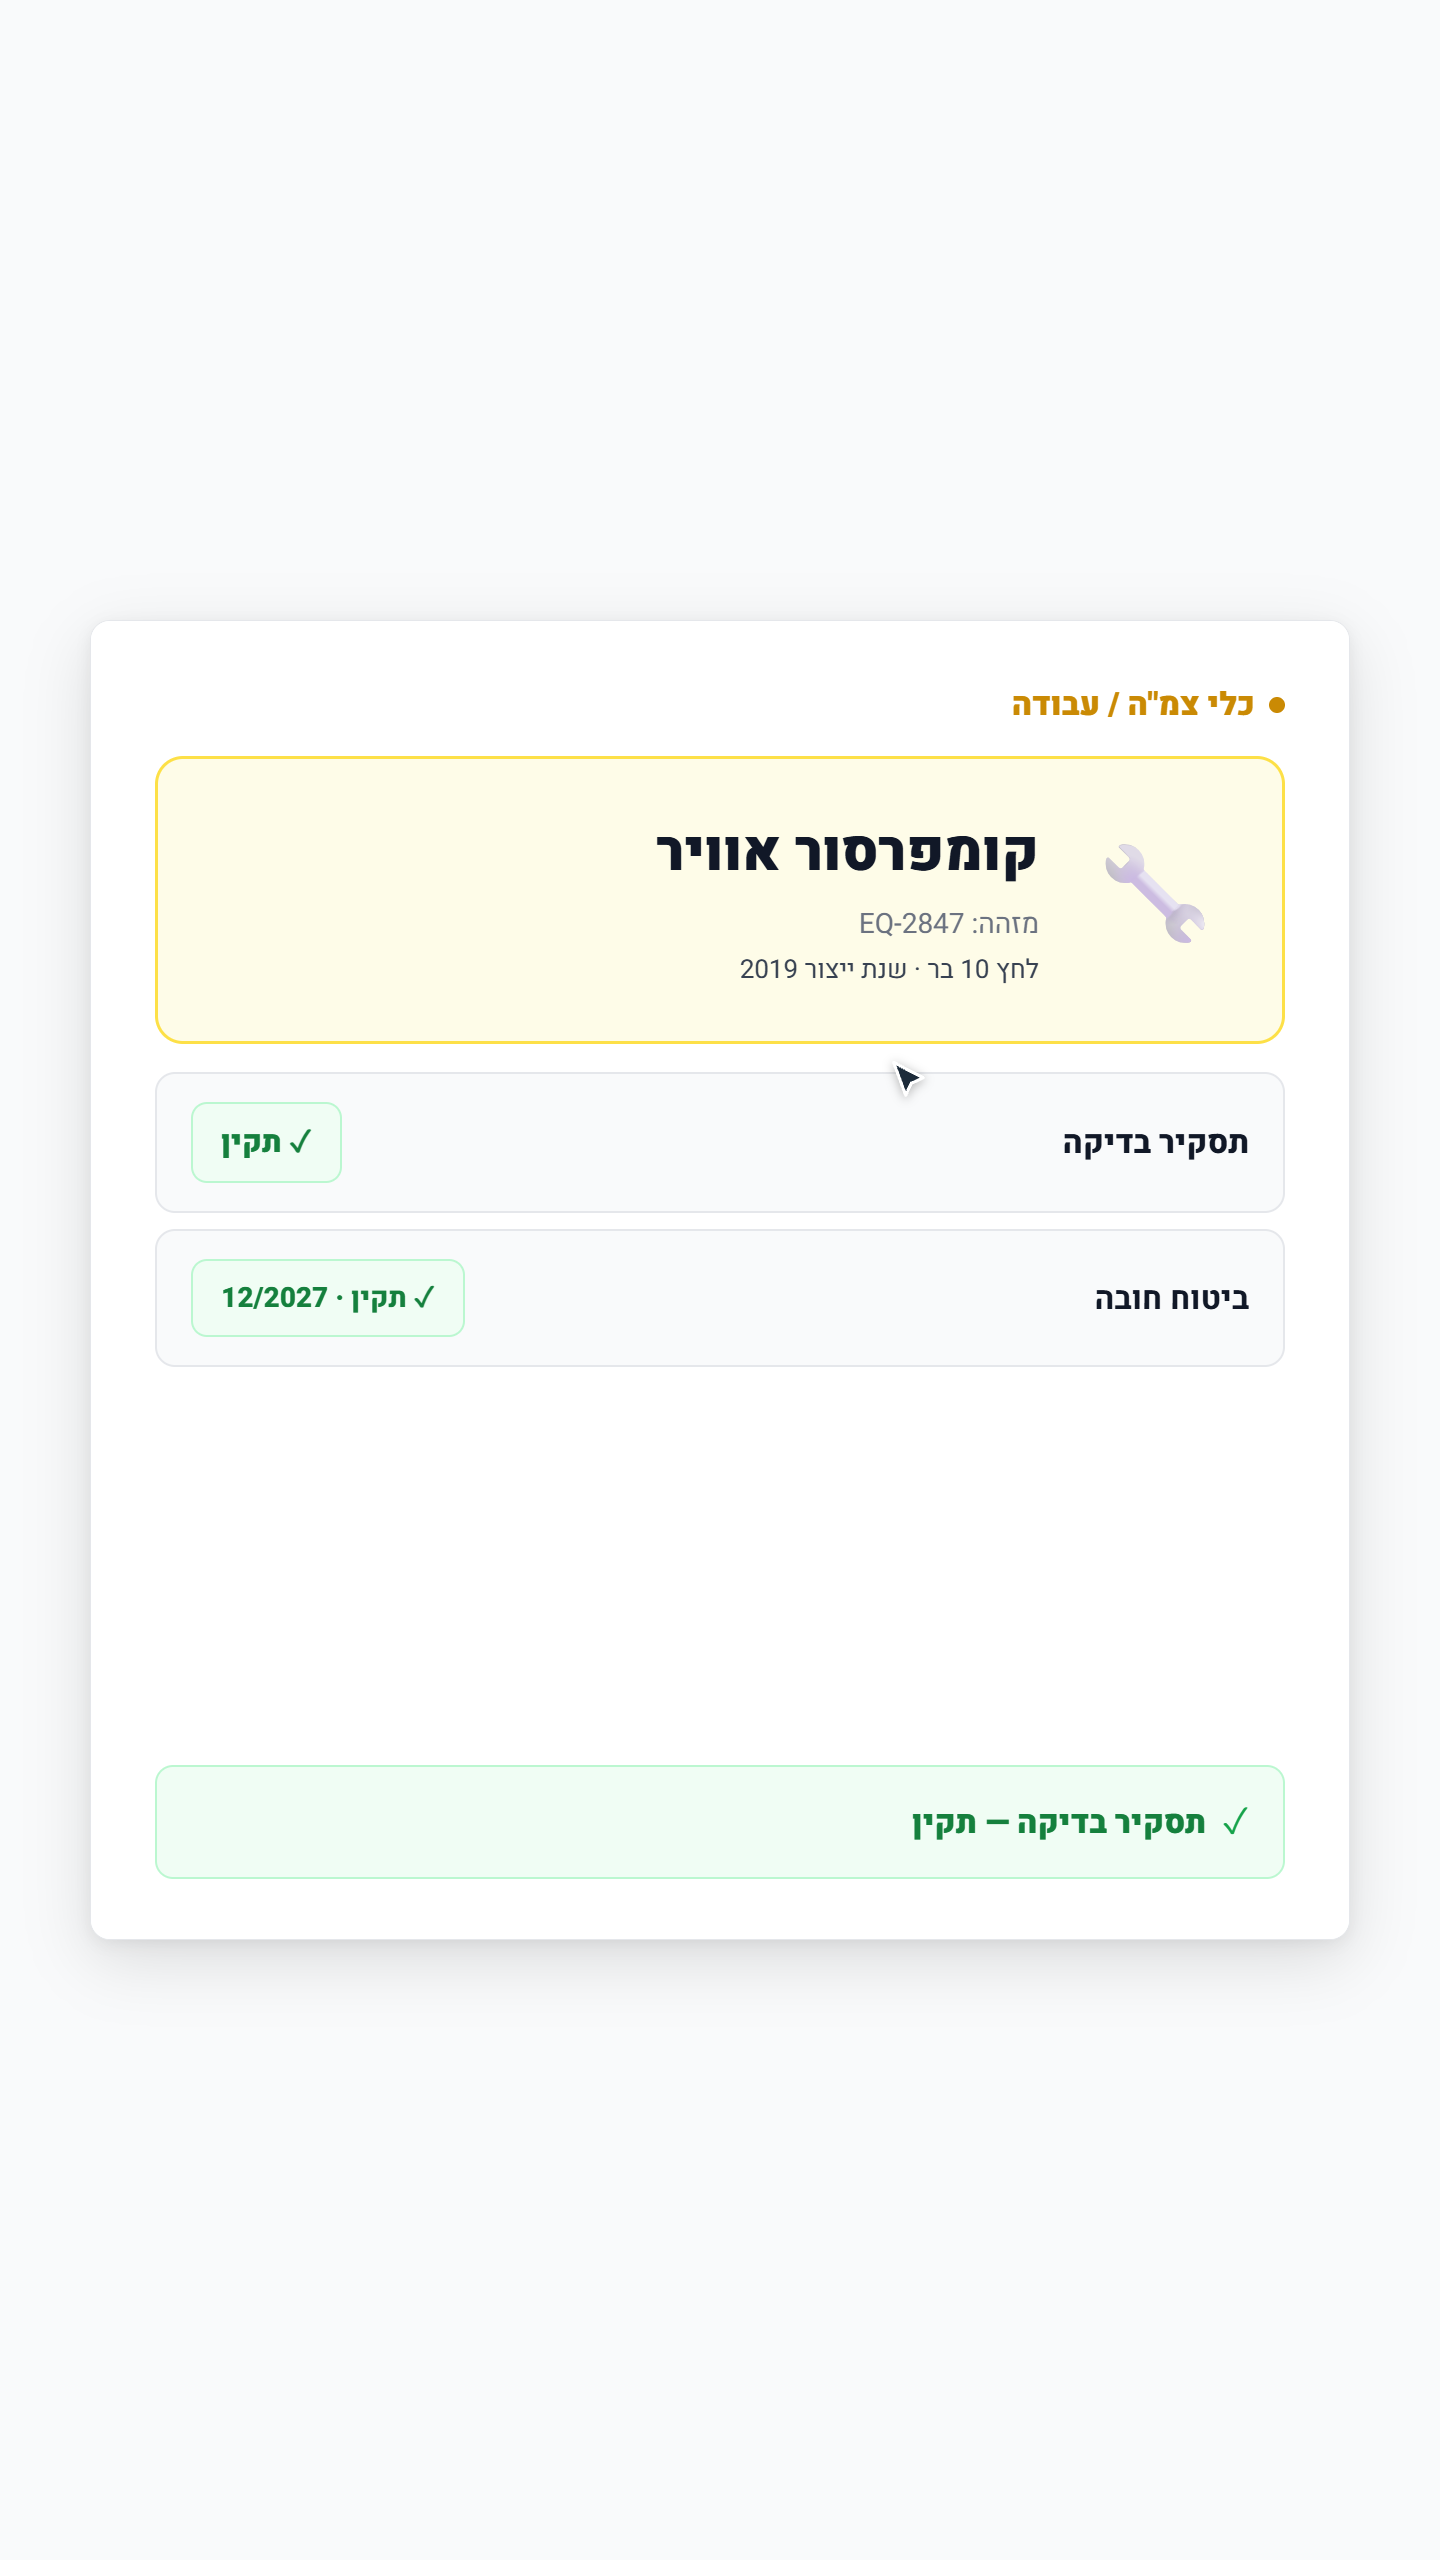 כלי צמ"ה / עבודה
קומפרסור אוויר
מזהה: EQ-2847
לחץ 10 בר · שנת ייצור 2019
תסקיר בדיקה
✓ תקין
ביטוח חובה
✓ תקין · 12/2027
✓ תסקיר בדיקה — תקין